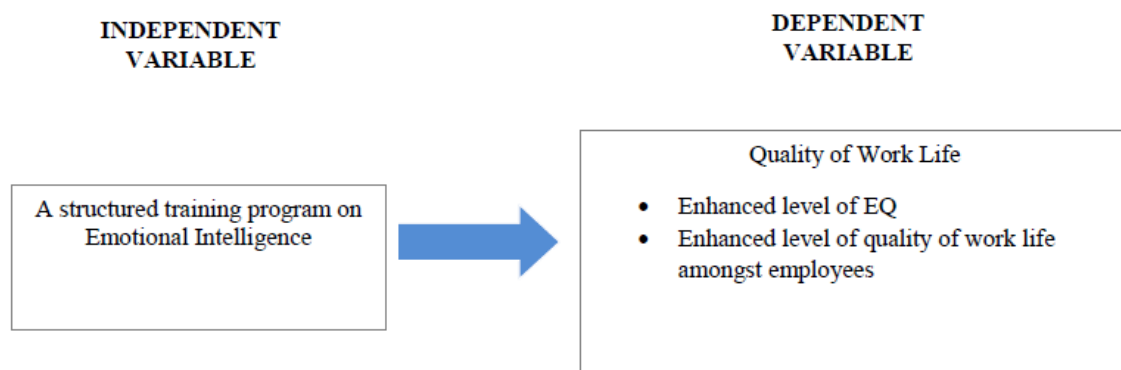 INDEPENDENT
VARIABLE
DEPENDENT
VARIABLE
A structured training program on
Emotional Intelligence
Quality of Work Life
• Enhanced level of EQ
• Enhanced level of quality of work life
amongst employees